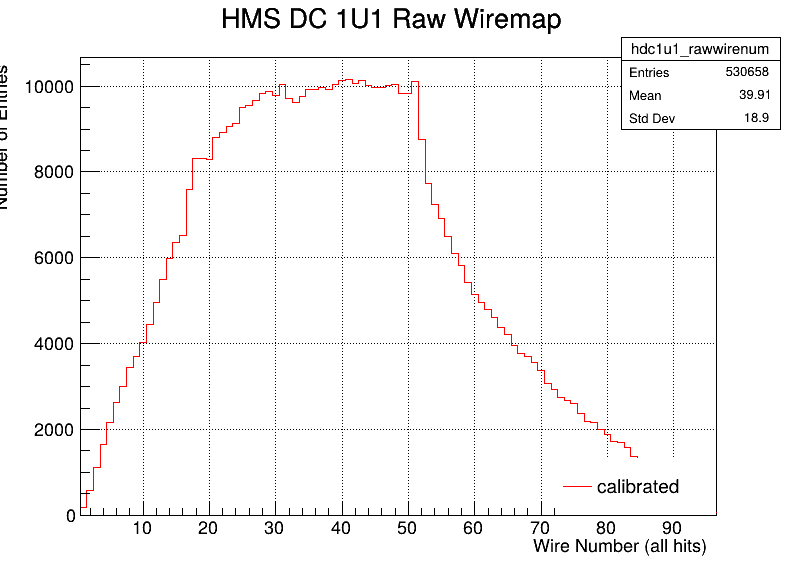 HMS DC 1U1 Raw Wiremap
hdc1u1_rawwirenum
Entries 530658
Mean 39.91
Std Dev 18.9
Number of Entries
10000
8000
6000
4000
2000
0
calibrated
10 20 30 40 50 60 70 80 90
Wire Number (all hits)